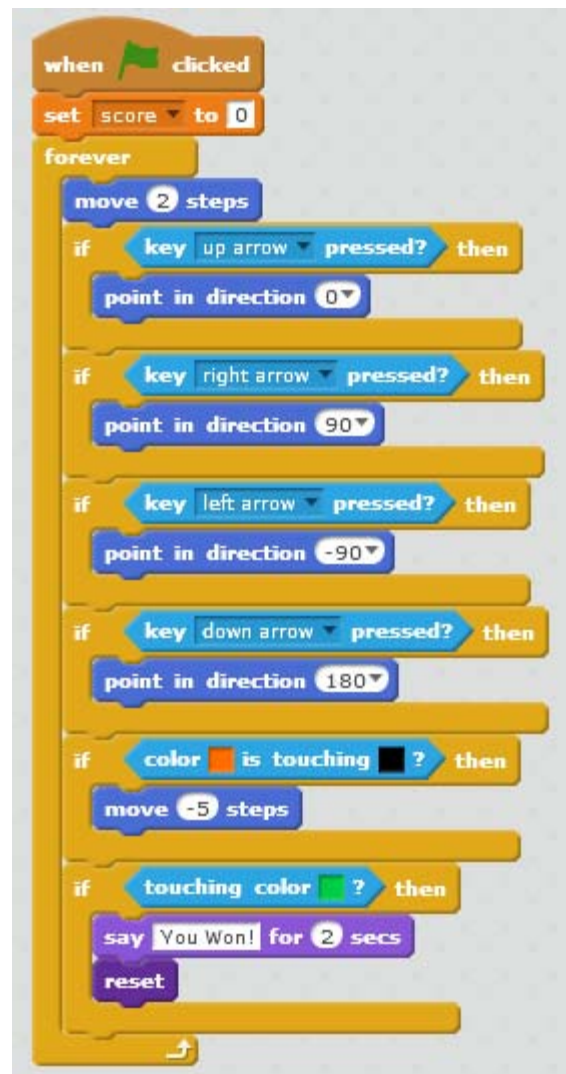 when clicked
set score to 0
forever
move 2 steps
if key up arrow pressed? then
point in direction 0
if key right arrow pressed? then
point in direction 90
if key left arrow pressed? then
point in direction -90
if key down arrow pressed? then
point in direction 180
if color is touching ? then
move -5 steps
if touching color ? then
say You Won! for 2 secs
reset